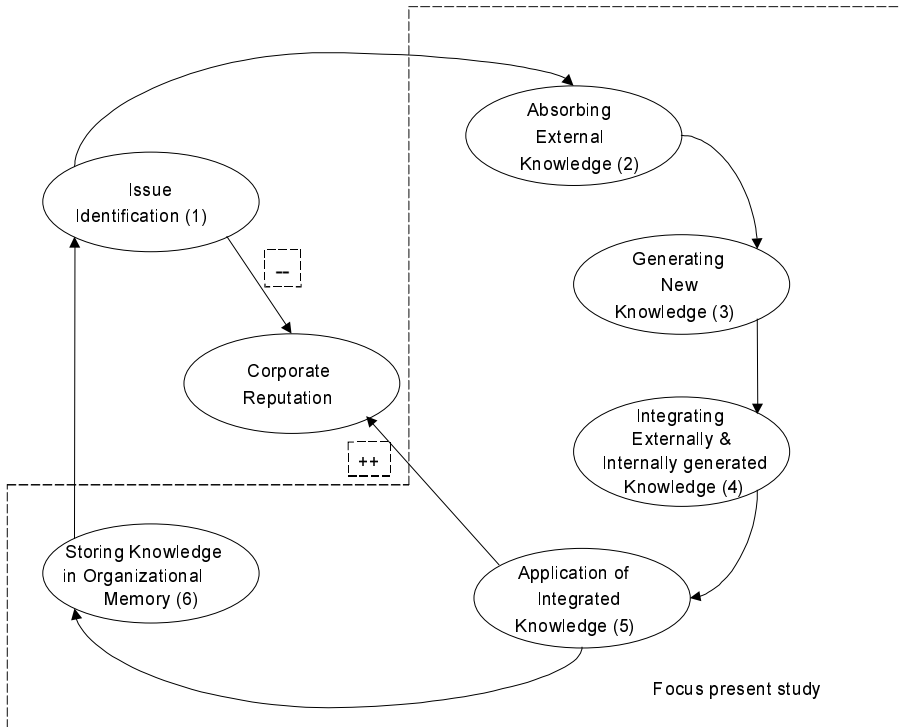 Absorbing
External
Knowledge (2)
Issue
Identification (1)
--
Generating
New
Knowledge (3)
Corporate
Reputation
++
Integrating
Externally &
Internally generated
Knowledge (4)
Storing Knowledge
in Organizational
Memory (6)
Application of
Integrated
Knowledge (5)
Focus present study